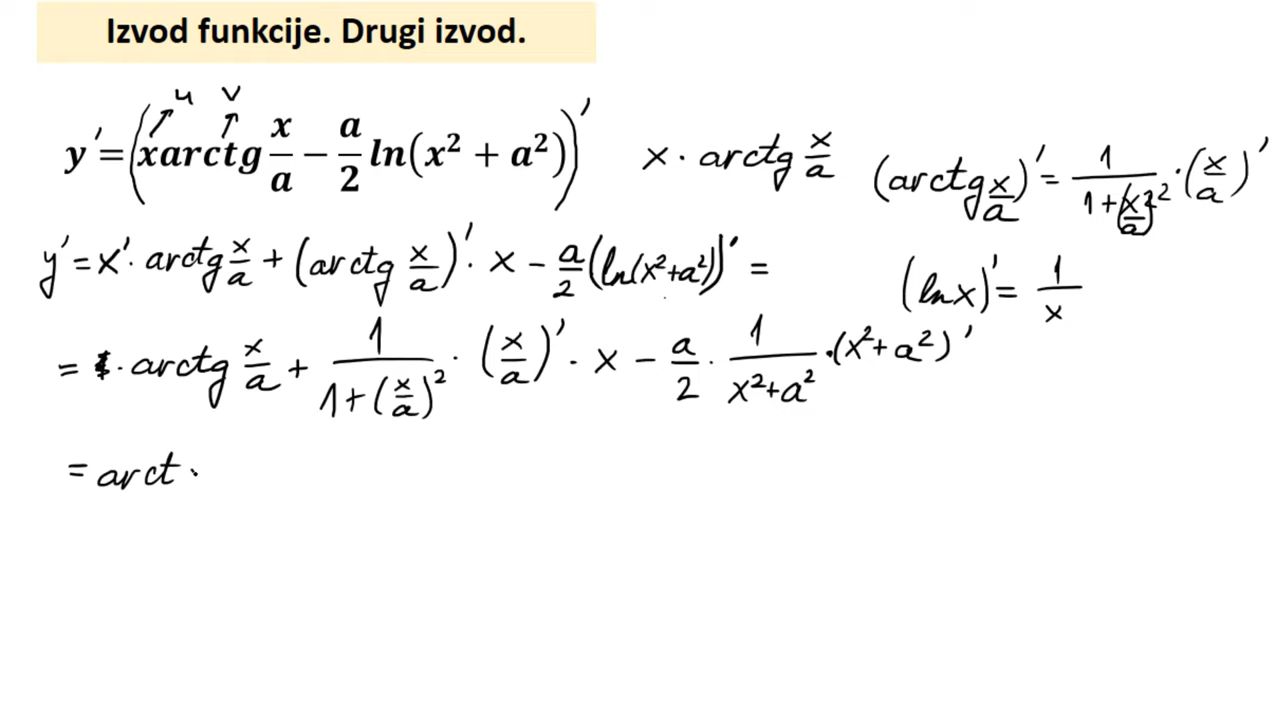 Izvod funkcije. Drugi izvod.
u v
y' = (xarctg x/a − a/2 ln(x² + a²))'
x · arctg x/a
(arctg x/a)' = 1/(1+(x/a)²) · (x/a)'
y' = x' · arctg x/a + (arctg x/a)' · x − a/2 (ln(x²+a²))' =
(ln x)' = 1/x
= 1 · arctg x/a + 1/(1+(x/a)²) · (x/a)' · x − a/2 · 1/(x²+a²) · (x²+a²)'
= arct